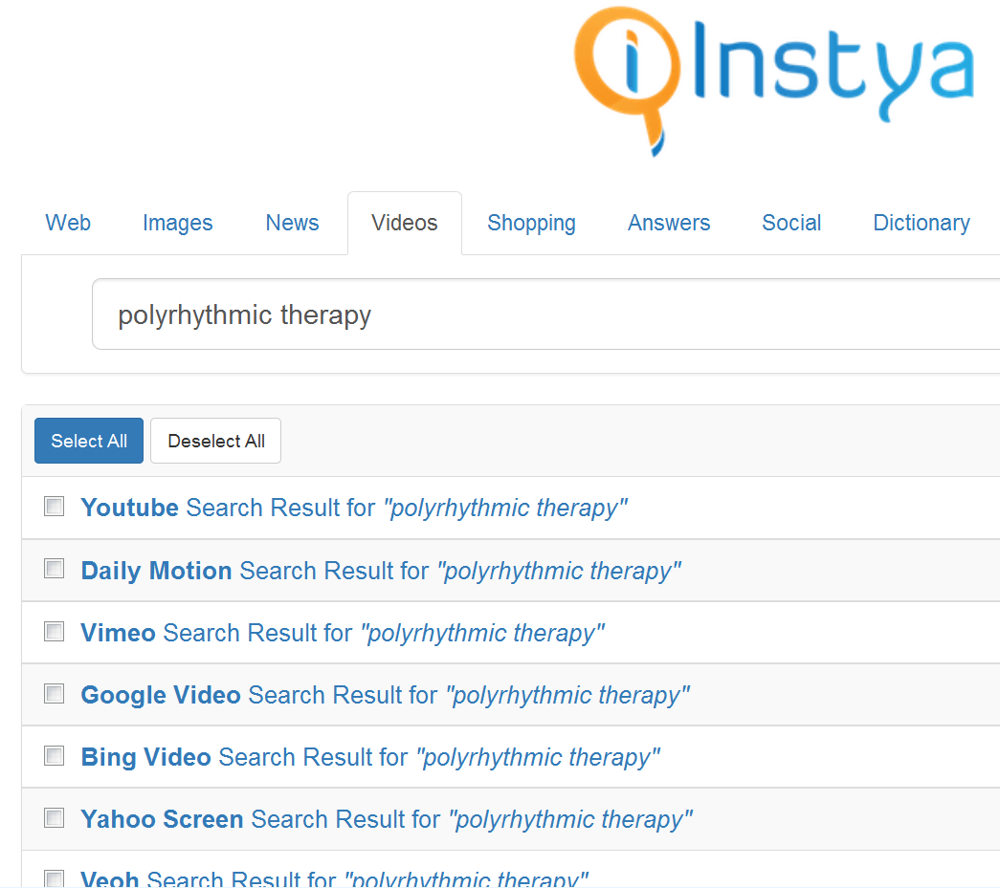 Instya
Web Images News Videos Shopping Answers Social Dictionary
polyrhythmic therapy
Select All Deselect All
Youtube Search Result for "polyrhythmic therapy"
Daily Motion Search Result for "polyrhythmic therapy"
Vimeo Search Result for "polyrhythmic therapy"
Google Video Search Result for "polyrhythmic therapy"
Bing Video Search Result for "polyrhythmic therapy"
Yahoo Screen Search Result for "polyrhythmic therapy"
Veoh Search Result for "polyrhythmic therapy"